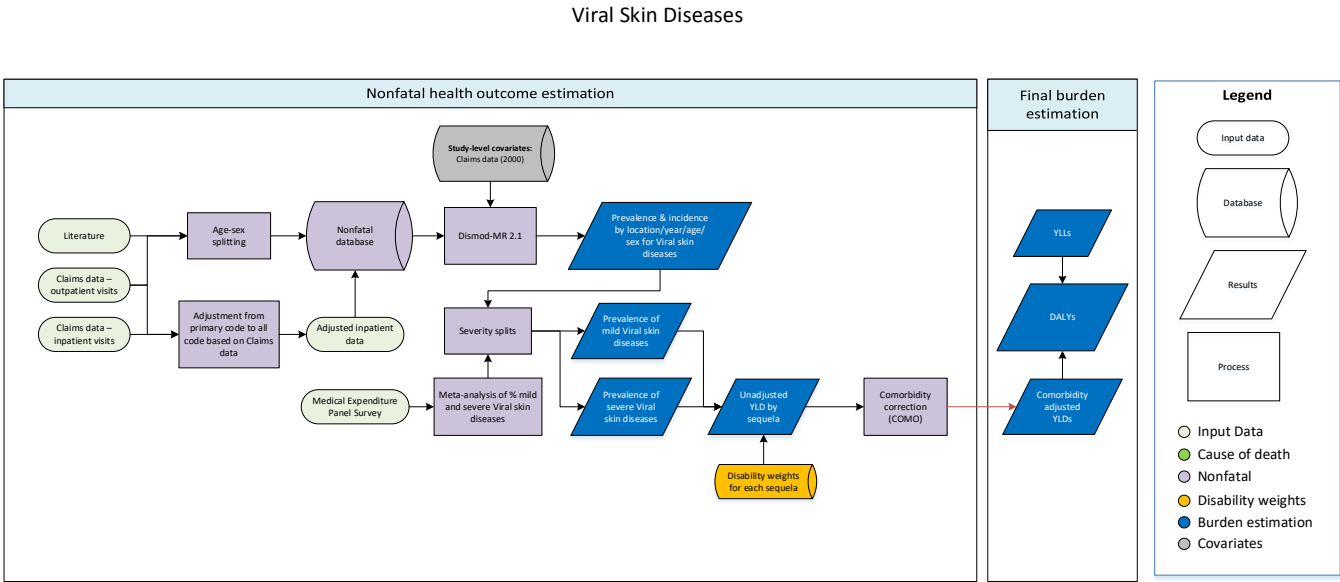 Viral Skin Diseases
Nonfatal health outcome estimation
Study-level covariates:
Claims data (2000)
Literature
Age-sex
splitting
Nonfatal
database
Dismod-MR 2.1
Prevalence & incidence
by location/year/age/
sex for Viral skin
diseases
Claims data –
outpatient visits
Claims data –
inpatient visits
Adjustment from
primary code to all
code based on Claims
data
Adjusted inpatient
data
Severity splits
Prevalence of
mild Viral skin
diseases
Medical Expenditure
Panel Survey
Meta-analysis of % mild
and severe Viral skin
diseases
Prevalence of
severe Viral
skin diseases
Unadjusted
YLD by
sequela
Comorbidity
correction
(COMO)
Disability weights
for each sequela
Final burden
estimation
YLLs
DALYs
Comorbidity
adjusted
YLDs
Legend
Input data
Database
Results
Process
Input Data
Cause of death
Nonfatal
Disability weights
Burden estimation
Covariates